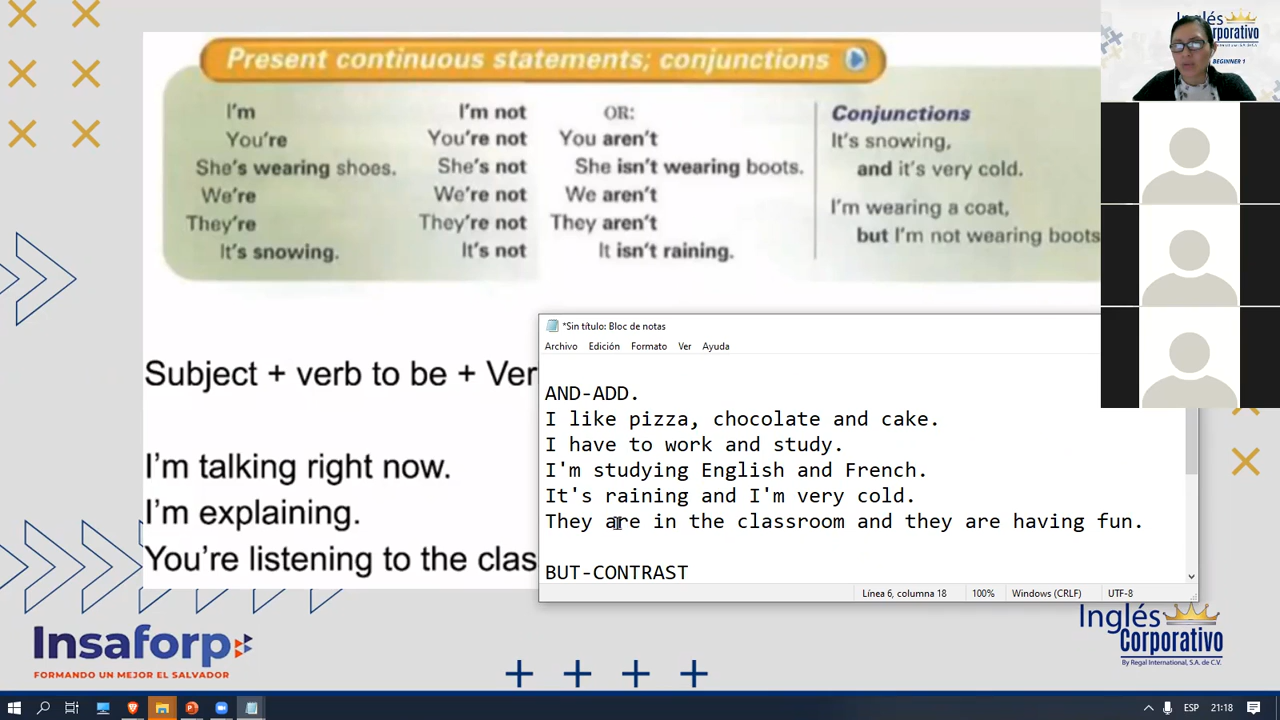 Present continuous statements; conjunctions
I'm I'm not OR: Conjunctions
You're You're not You aren't It's snowing,
She's wearing shoes. She's not She isn't wearing boots. and it's very cold.
We're We're not We aren't I'm wearing a coat,
They're They're not They aren't but I'm not wearing boots
It's snowing. It's not It isn't raining.
Subject + verb to be + Ver
I'm talking right now.
I'm explaining.
You're listening to the clas
*Sin título: Bloc de notas
Archivo Edición Formato Ver Ayuda
AND-ADD.
I like pizza, chocolate and cake.
I have to work and study.
I'm studying English and French.
It's raining and I'm very cold.
They are in the classroom and they are having fun.
BUT-CONTRAST
Línea 6, columna 18 100% Windows (CRLF) UTF-8
Inglés
Corporativo
By Regal International, S.A. de C.V.
Insaforp
FORMANDO UN MEJOR EL SALVADOR
Inglés
orporativo
BEGINNER 1
ESP 21:18